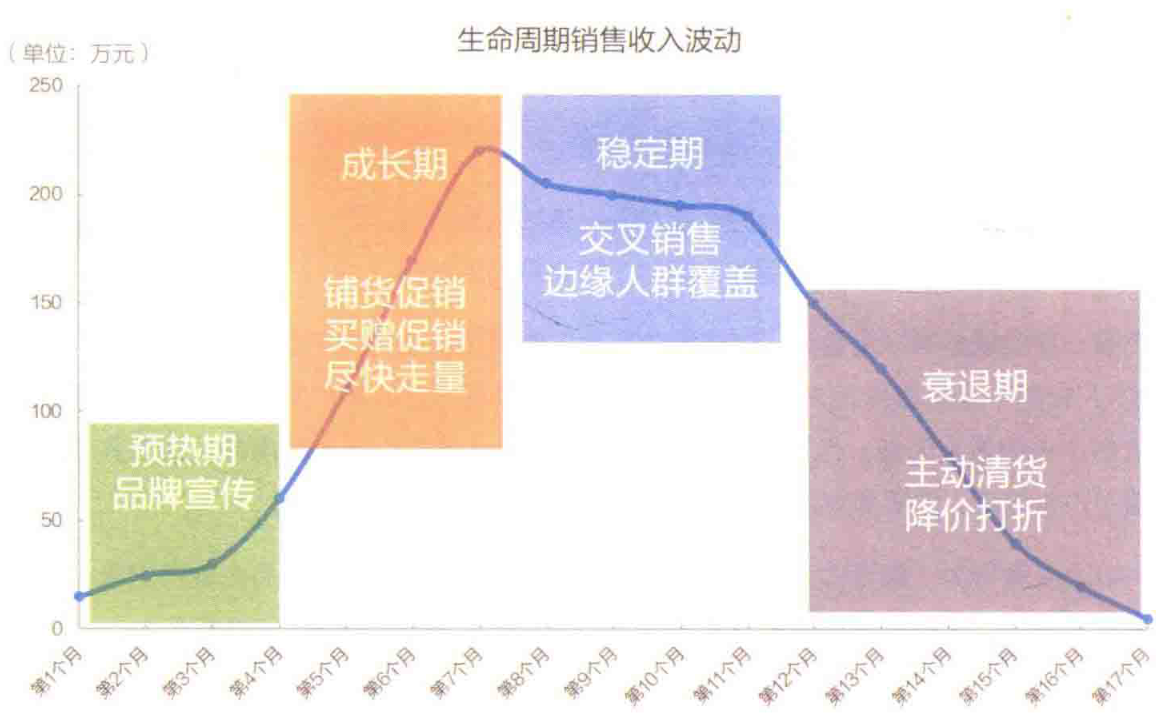 生命周期销售收入波动
（单位：万元）
250
200
150
100
50
0
预热期
品牌宣传
成长期
铺货促销
买赠促销
尽快走量
稳定期
交叉销售
边缘人群覆盖
衰退期
主动清货
降价打折
第1个月
第2个月
第3个月
第4个月
第5个月
第6个月
第7个月
第8个月
第9个月
第10个月
第11个月
第12个月
第13个月
第14个月
第15个月
第16个月
第17个月